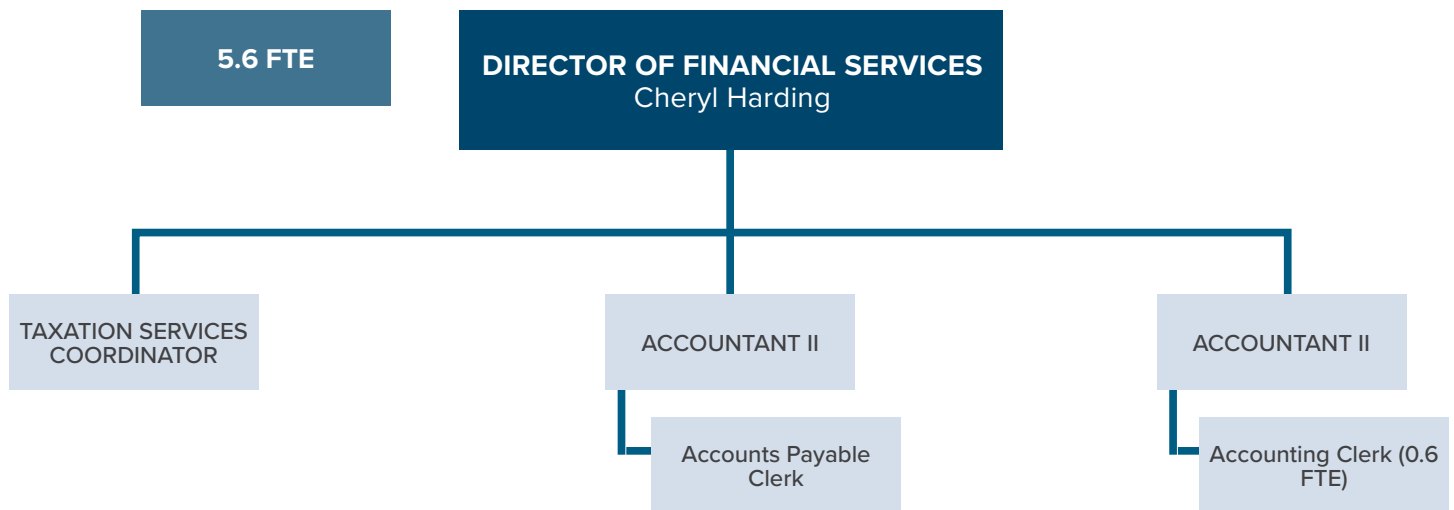 5.6 FTE
DIRECTOR OF FINANCIAL SERVICES
Cheryl Harding
TAXATION SERVICES
COORDINATOR
ACCOUNTANT II
ACCOUNTANT II
Accounts Payable
Clerk
Accounting Clerk (0.6
FTE)